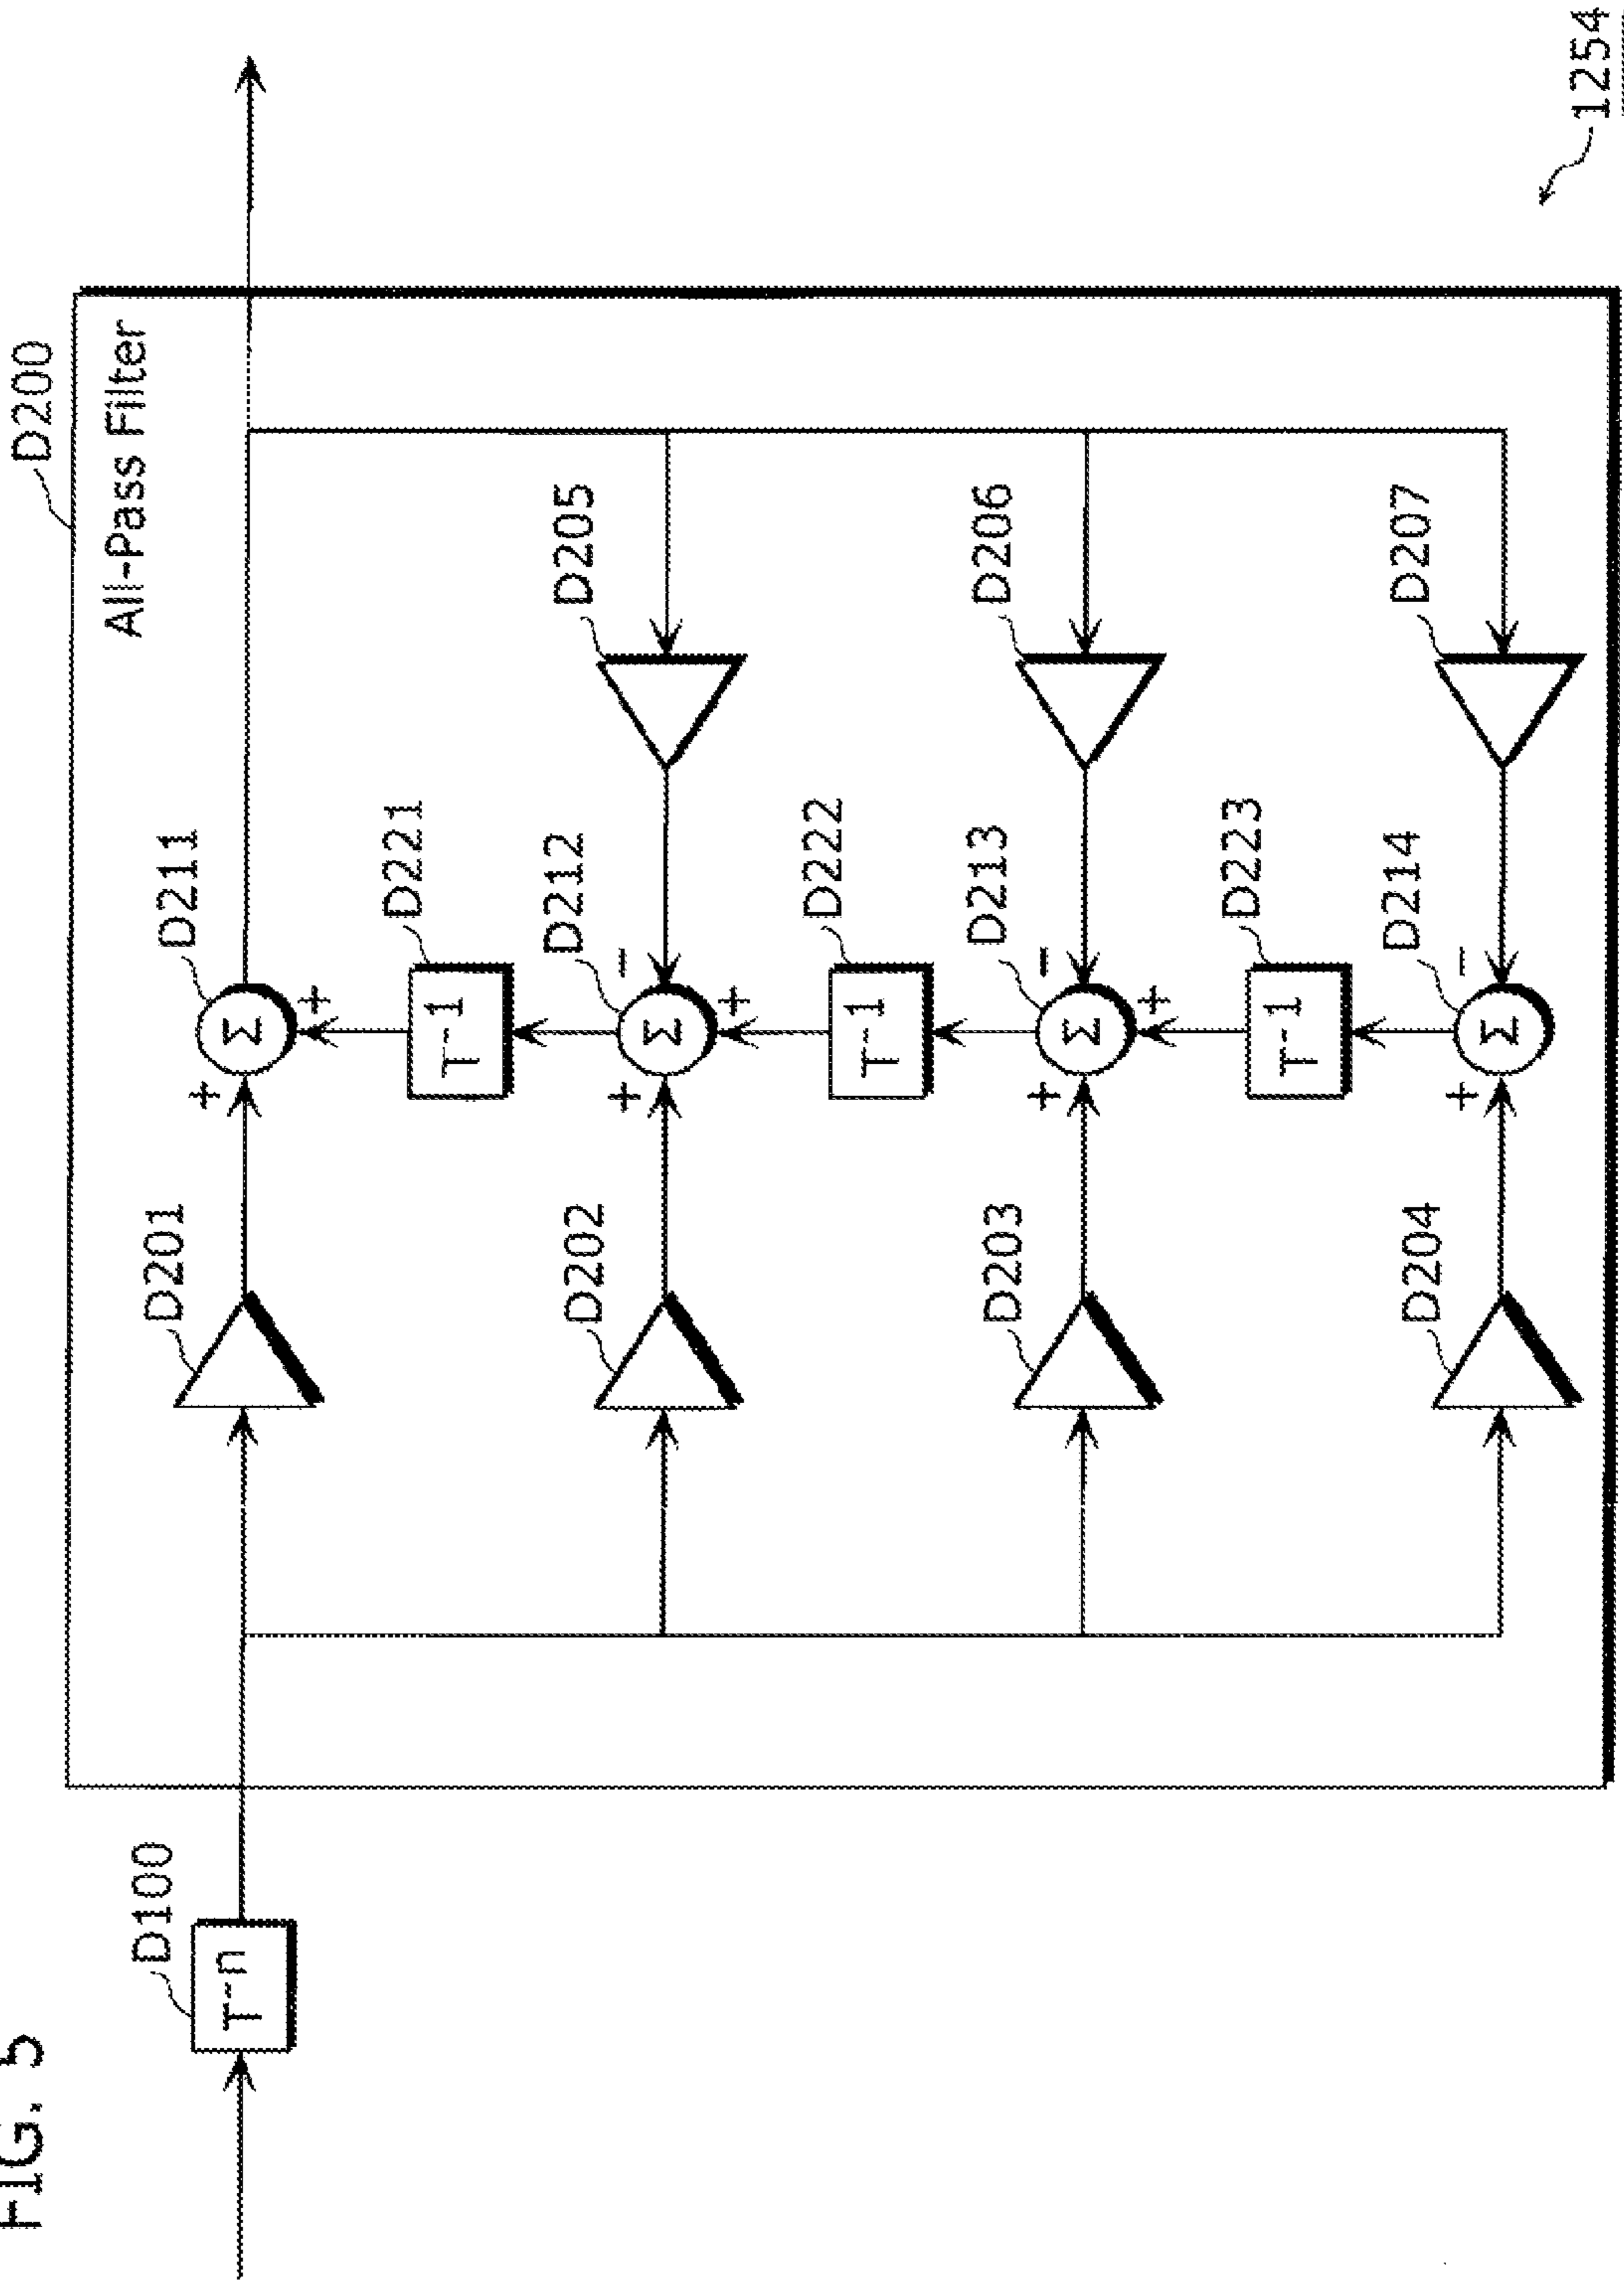 FIG. 5
D200
All-Pass Filter
D100
T⁻ⁿ
D201
D211
+
Σ
+
D221
T⁻¹
D202
D212
D205
+
Σ
−
+
D222
T⁻¹
D203
D213
D206
+
Σ
−
+
D223
T⁻¹
D204
D214
D207
+
Σ
−
1254